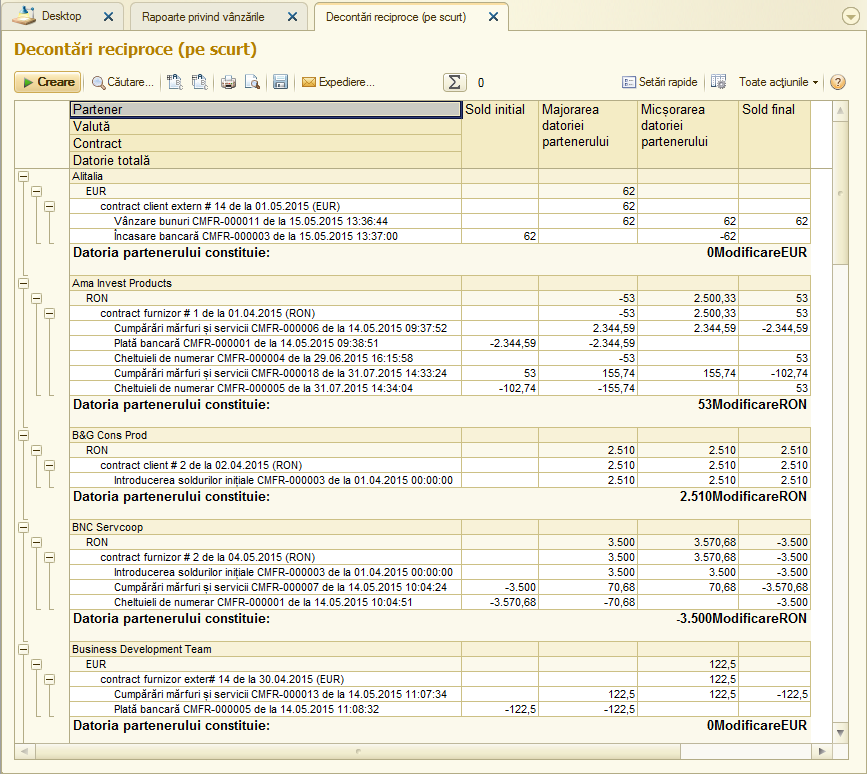 Desktop Rapoarte privind vânzările Decontări reciproce (pe scurt)
Decontări reciproce (pe scurt)
Creare Căutare... Expediere... Σ 0 Setări rapide Toate acțiunile ?
Partener Sold initial Majorarea datoriei partenerului Micșorarea datoriei partenerului Sold final
Valută
Contract
Datorie totală
Alitalia
EUR 62
contract client extern # 14 de la 01.05.2015 (EUR) 62
Vânzare bunuri CMFR-000011 de la 15.05.2015 13:36:44 62 62 62
Încasare bancară CMFR-000003 de la 15.05.2015 13:37:00 62 -62
Datoria partenerului constituie: 0ModificareEUR
Ama Invest Products
RON -53 2.500,33 53
contract furnizor # 1 de la 01.04.2015 (RON) -53 2.500,33 53
Cumpărări mărfuri și servicii CMFR-000006 de la 14.05.2015 09:37:52 2.344,59 2.344,59 -2.344,59
Plată bancară CMFR-000001 de la 14.05.2015 09:38:51 -2.344,59 -2.344,59
Cheltuieli de numerar CMFR-000004 de la 29.06.2015 16:15:58 -53 53
Cumpărări mărfuri și servicii CMFR-000018 de la 31.07.2015 14:33:24 53 155,74 155,74 -102,74
Cheltuieli de numerar CMFR-000005 de la 31.07.2015 14:34:04 -102,74 -155,74 53
Datoria partenerului constituie: 53ModificareRON
B&G Cons Prod
RON 2.510 2.510 2.510
contract client # 2 de la 02.04.2015 (RON) 2.510 2.510 2.510
Introducerea soldurilor inițiale CMFR-000003 de la 01.04.2015 00:00:00 2.510 2.510 2.510
Datoria partenerului constituie: 2.510ModificareRON
BNC Servcoop
RON 3.500 3.570,68 -3.500
contract furnizor # 2 de la 04.05.2015 (RON) 3.500 3.570,68 -3.500
Introducerea soldurilor inițiale CMFR-000003 de la 01.04.2015 00:00:00 3.500 3.500 -3.500
Cumpărări mărfuri și servicii CMFR-000007 de la 14.05.2015 10:04:24 -3.500 70,68 70,68 -3.570,68
Cheltuieli de numerar CMFR-000001 de la 14.05.2015 10:04:51 -3.570,68 -70,68 -3.500
Datoria partenerului constituie: -3.500ModificareRON
Business Development Team
EUR 122,5
contract furnizor exter# 14 de la 30.04.2015 (EUR) 122,5
Cumpărări mărfuri și servicii CMFR-000013 de la 14.05.2015 11:07:34 122,5 122,5 -122,5
Plată bancară CMFR-000005 de la 14.05.2015 11:08:32 -122,5 -122,5
Datoria partenerului constituie: 0ModificareEUR